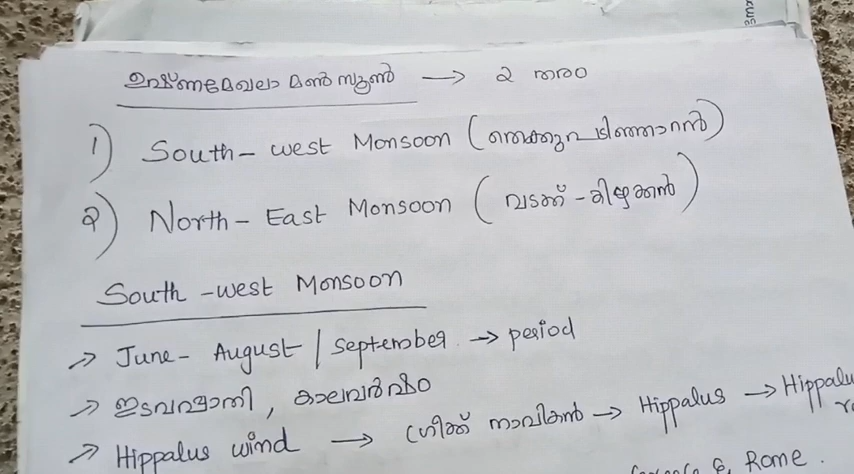 ഉഷ്ണമേഖലാ മൺസൂൺ → 2 തരം
1) South - west Monsoon (തെക്കുപടിഞ്ഞാറൻ)
2) North - East Monsoon (വടക്ക് - കിഴക്കൻ)
South - west Monsoon
→ June - August / September → period
→ ഇടവപ്പാതി, കാലവർഷം
→ Hippalus wind → ഗ്രീക്ക് നാവികൻ → Hippalus → Hippalu
& Rome.